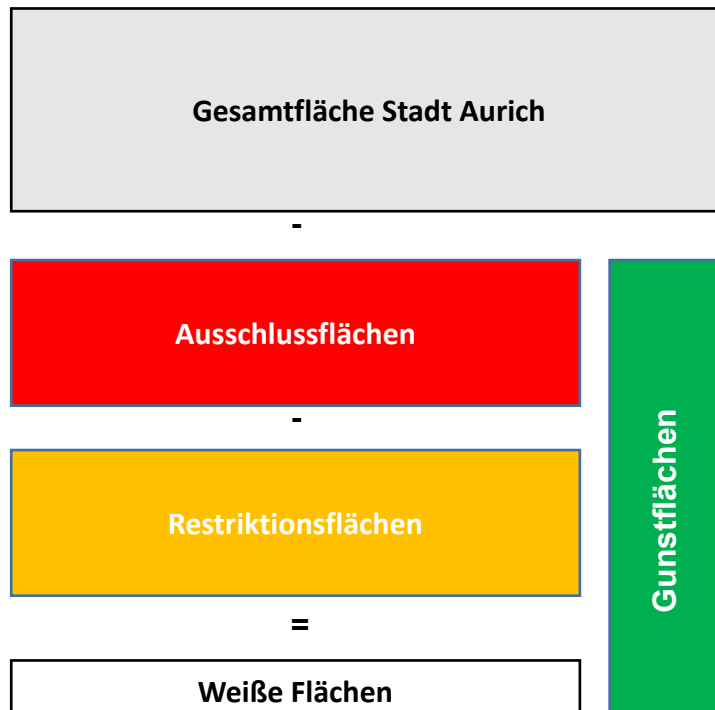 Gesamtfläche Stadt Aurich
-
Ausschlussflächen
-
Restriktionsflächen
=
Weiße Flächen
Gunstflächen